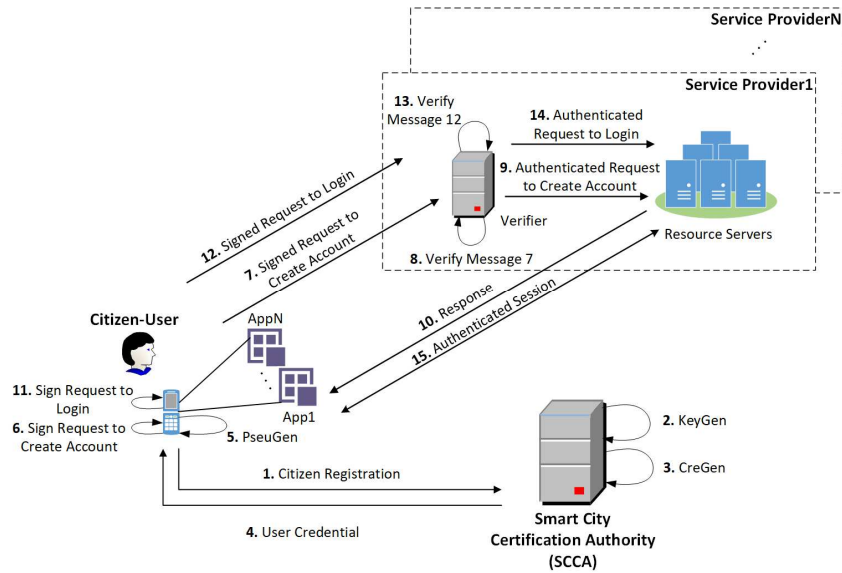 Service ProviderN
Service Provider1
13. Verify
Message 12
14. Authenticated
Request to Login
9. Authenticated Request
to Create Account
Verifier
Resource Servers
8. Verify Message 7
12. Signed Request to Login
7. Signed Request to
Create Account
10. Response
15. Authenticated Session
Citizen-User
AppN
App1
11. Sign Request to
Login
6. Sign Request to
Create Account
5. PseuGen
1. Citizen Registration
4. User Credential
2. KeyGen
3. CreGen
Smart City
Certification Authority
(SCCA)